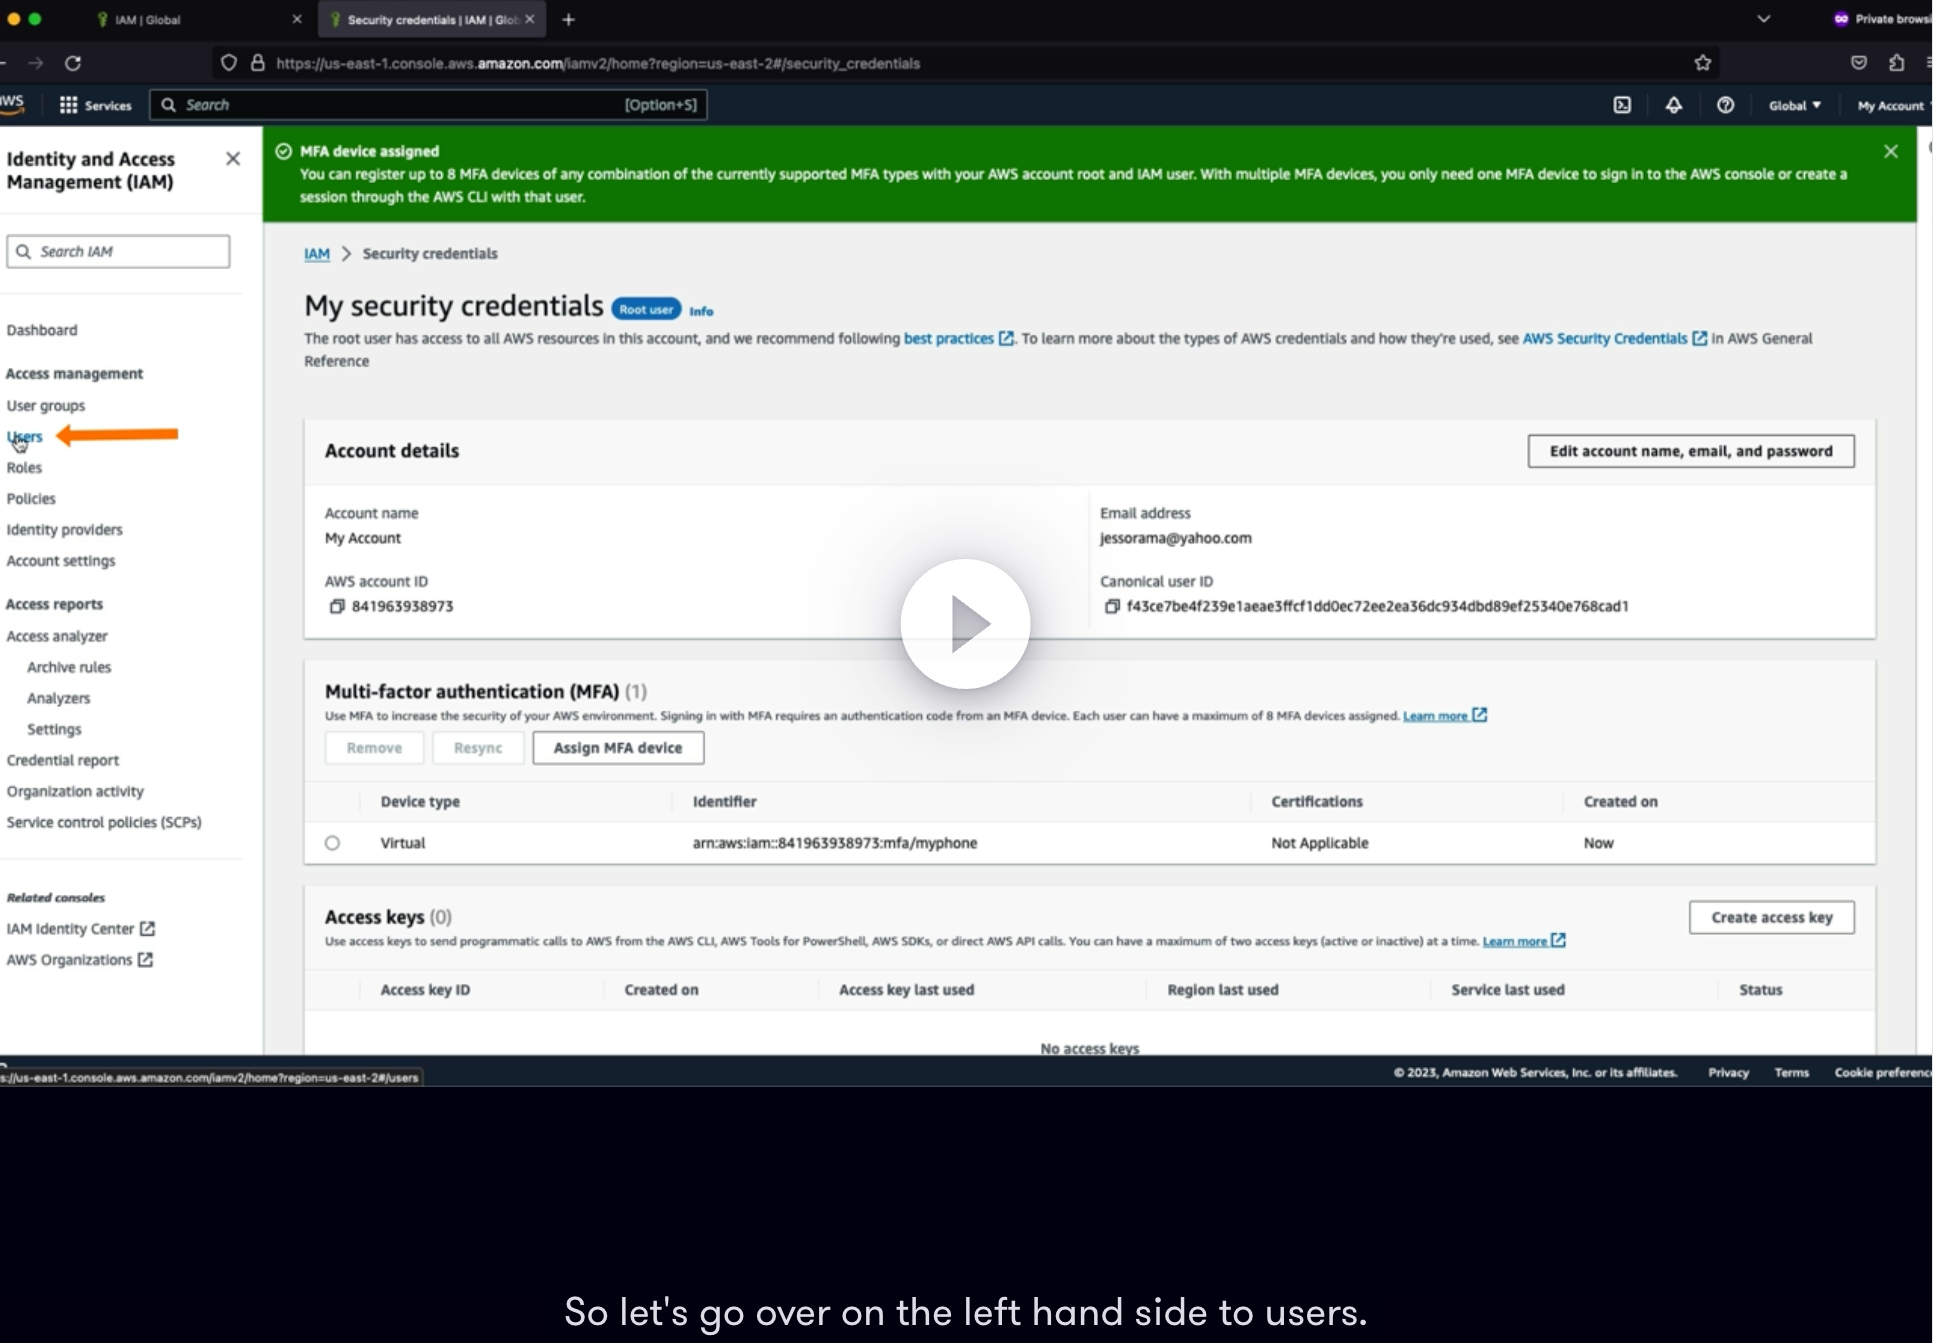 IAM | Global
Security credentials | IAM | Glob
Private browsi
https://us-east-1.console.aws.amazon.com/iamv2/home?region=us-east-2#/security_credentials
aws
Services
Search
[Option+S]
Global
My Account
Identity and Access
Management (IAM)
Search IAM
Dashboard
Access management
User groups
Users
Roles
Policies
Identity providers
Account settings
Access reports
Access analyzer
Archive rules
Analyzers
Settings
Credential report
Organization activity
Service control policies (SCPs)
Related consoles
IAM Identity Center
AWS Organizations
MFA device assigned
You can register up to 8 MFA devices of any combination of the currently supported MFA types with your AWS account root and IAM user. With multiple MFA devices, you only need one MFA device to sign in to the AWS console or create a
session through the AWS CLI with that user.
IAM > Security credentials
My security credentials Root user Info
The root user has access to all AWS resources in this account, and we recommend following best practices. To learn more about the types of AWS credentials and how they're used, see AWS Security Credentials in AWS General
Reference
Account details
Edit account name, email, and password
Account name
My Account
Email address
jessorama@yahoo.com
AWS account ID
841963938973
Canonical user ID
f43ce7be4f239e1aeae3ffcf1dd0ec72ee2ea36dc934dbd89ef25340e768cad1
Multi-factor authentication (MFA) (1)
Use MFA to increase the security of your AWS environment. Signing in with MFA requires an authentication code from an MFA device. Each user can have a maximum of 8 MFA devices assigned. Learn more
Remove
Resync
Assign MFA device
Device type
Identifier
Certifications
Created on
Virtual
arn:aws:iam::841963938973:mfa/myphone
Not Applicable
Now
Access keys (0)
Create access key
Use access keys to send programmatic calls to AWS from the AWS CLI, AWS Tools for PowerShell, AWS SDKs, or direct AWS API calls. You can have a maximum of two access keys (active or inactive) at a time. Learn more
Access key ID
Created on
Access key last used
Region last used
Service last used
Status
No access keys
s://us-east-1.console.aws.amazon.com/iamv2/home?region=us-east-2#/users
© 2023, Amazon Web Services, Inc. or its affiliates.
Privacy
Terms
Cookie preferenc
So let's go over on the left hand side to users.